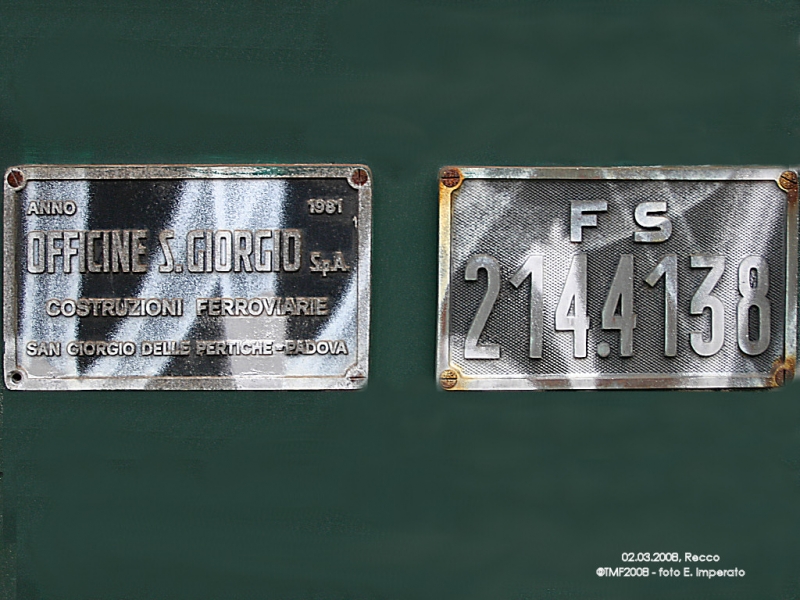 ANNO 1981
OFFICINE S.GIORGIO S.p.A.
COSTRUZIONI FERROVIARIE
SAN GIORGIO DELLE PERTICHE-PADOVA
F S
214.4138
02.03.2008, Recco
©TMF2008 - foto E. Imperato